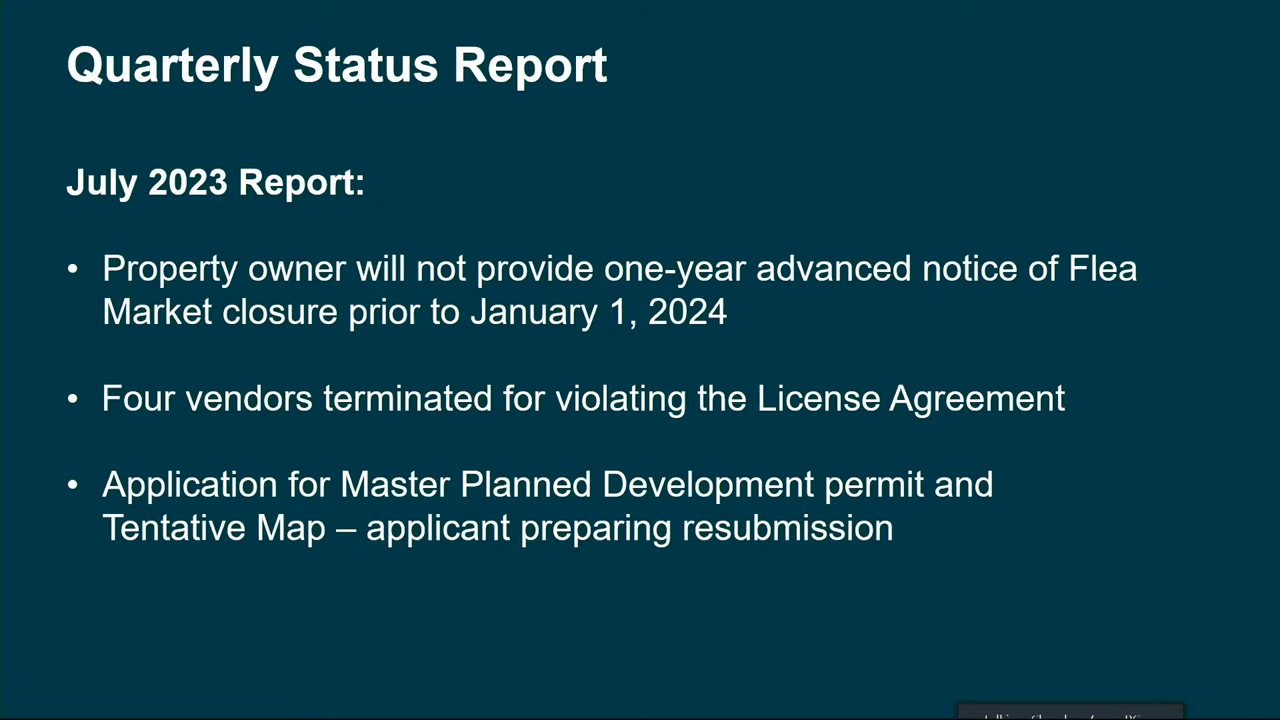 Quarterly Status Report
July 2023 Report:
• Property owner will not provide one-year advanced notice of Flea
Market closure prior to January 1, 2024
• Four vendors terminated for violating the License Agreement
• Application for Master Planned Development permit and
Tentative Map – applicant preparing resubmission